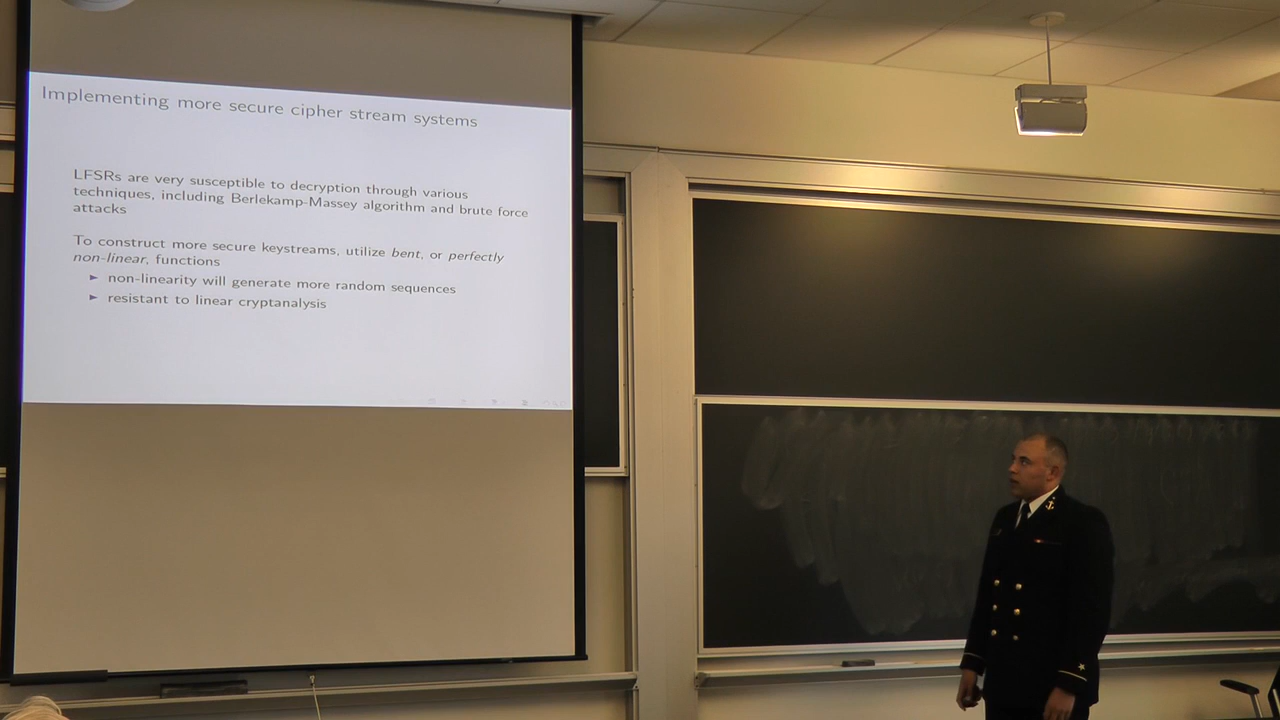 Implementing more secure cipher stream systems
LFSRs are very susceptible to decryption through various
techniques, including Berlekamp-Massey algorithm and brute force
attacks
To construct more secure keystreams, utilize bent, or perfectly
non-linear, functions
► non-linearity will generate more random sequences
► resistant to linear cryptanalysis